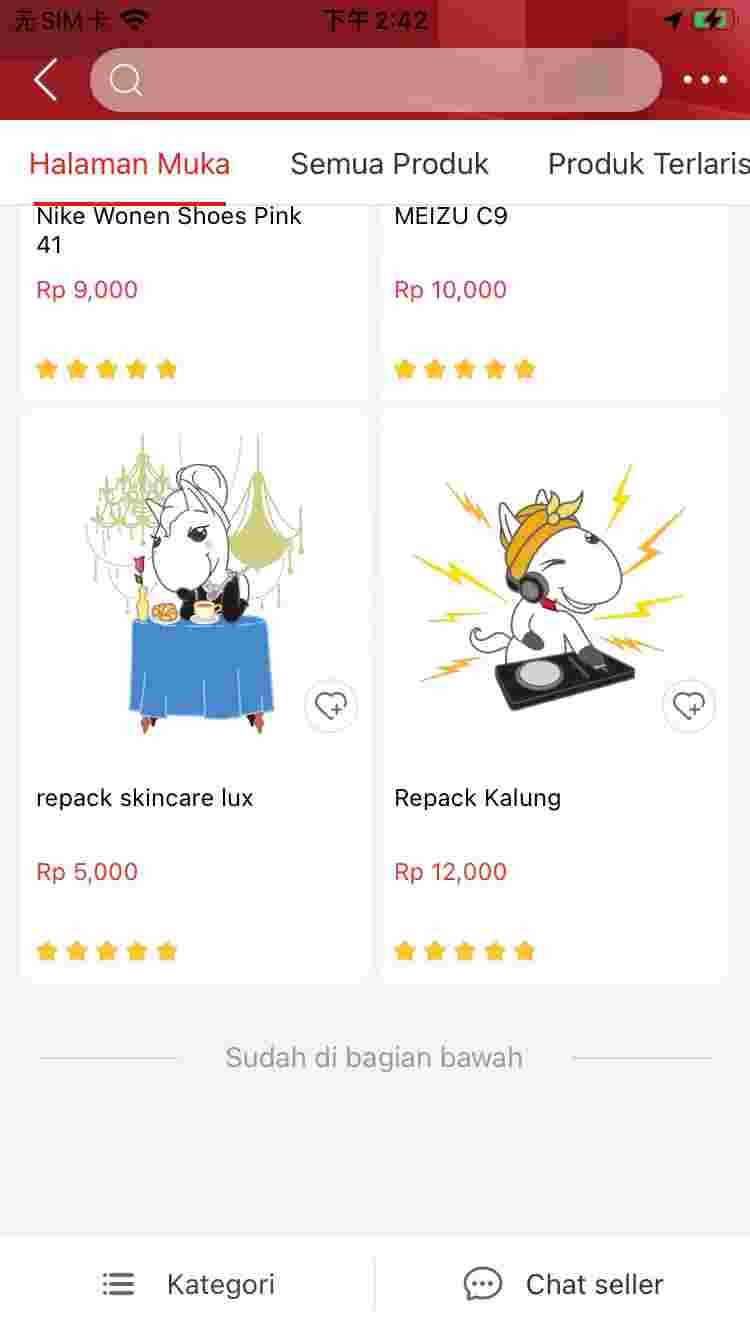 无SIM卡 下午2:42
Halaman Muka Semua Produk Produk Terlaris
Nike Wonen Shoes Pink
41
MEIZU C9
Rp 9,000
Rp 10,000
repack skincare lux
Repack Kalung
Rp 5,000
Rp 12,000
Sudah di bagian bawah
Kategori
Chat seller